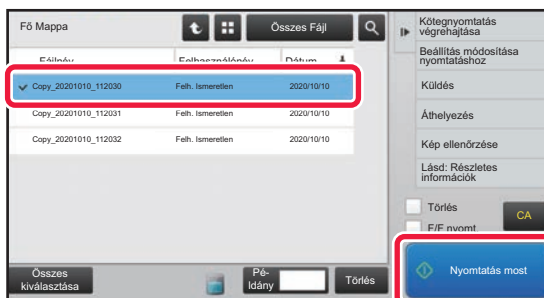 Fő Mappa
Összes Fájl
Fájlnév Felhasználónév Dátum
Copy_20201010_112030 Felh. Ismeretlen 2020/10/10
Copy_20201010_112031 Felh. Ismeretlen 2020/10/10
Copy_20201010_112032 Felh. Ismeretlen 2020/10/10
Összes
kiválasztása
Pé-
ldány
Törlés
Kötegnyomtatás
végrehajtása
Beállítás módosítása
nyomtatáshoz
Küldés
Áthelyezés
Kép ellenőrzése
Lásd: Részletes
információk
Törlés
F/F nyomt.
CA
Nyomtatás most